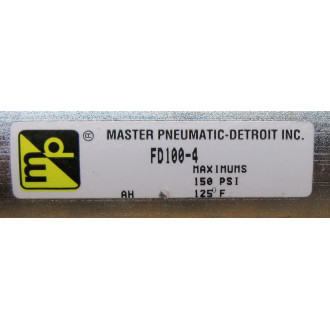 mp ® MASTER PNEUMATIC-DETROIT INC.
FD100-4
MAXIMUMS
150 PSI
AH 125°F